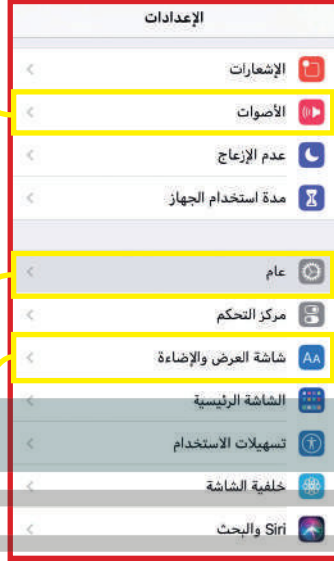 الإعدادات
الإشعارات
الأصوات
عدم الإزعاج
مدة استخدام الجهاز
عام
مركز التحكم
AA شاشة العرض والإضاءة
الشاشة الرئيسية
تسهيلات الاستخدام
خلفية الشاشة
Siri والبحث